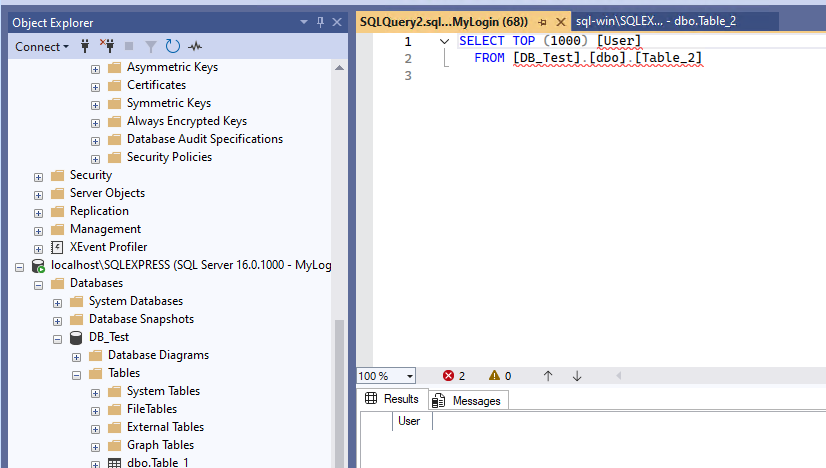 Object Explorer
Connect
Asymmetric Keys
Certificates
Symmetric Keys
Always Encrypted Keys
Database Audit Specifications
Security Policies
Security
Server Objects
Replication
Management
XEvent Profiler
localhost\SQLEXPRESS (SQL Server 16.0.1000 - MyLog
Databases
System Databases
Database Snapshots
DB_Test
Database Diagrams
Tables
System Tables
FileTables
External Tables
Graph Tables
dbo.Table_1
SQLQuery2.sql...MyLogin (68))
sql-win\SQLEX... - dbo.Table_2
1 SELECT TOP (1000) [User]
2 FROM [DB_Test].[dbo].[Table_2]
3
100 %
2
0
Results
Messages
User